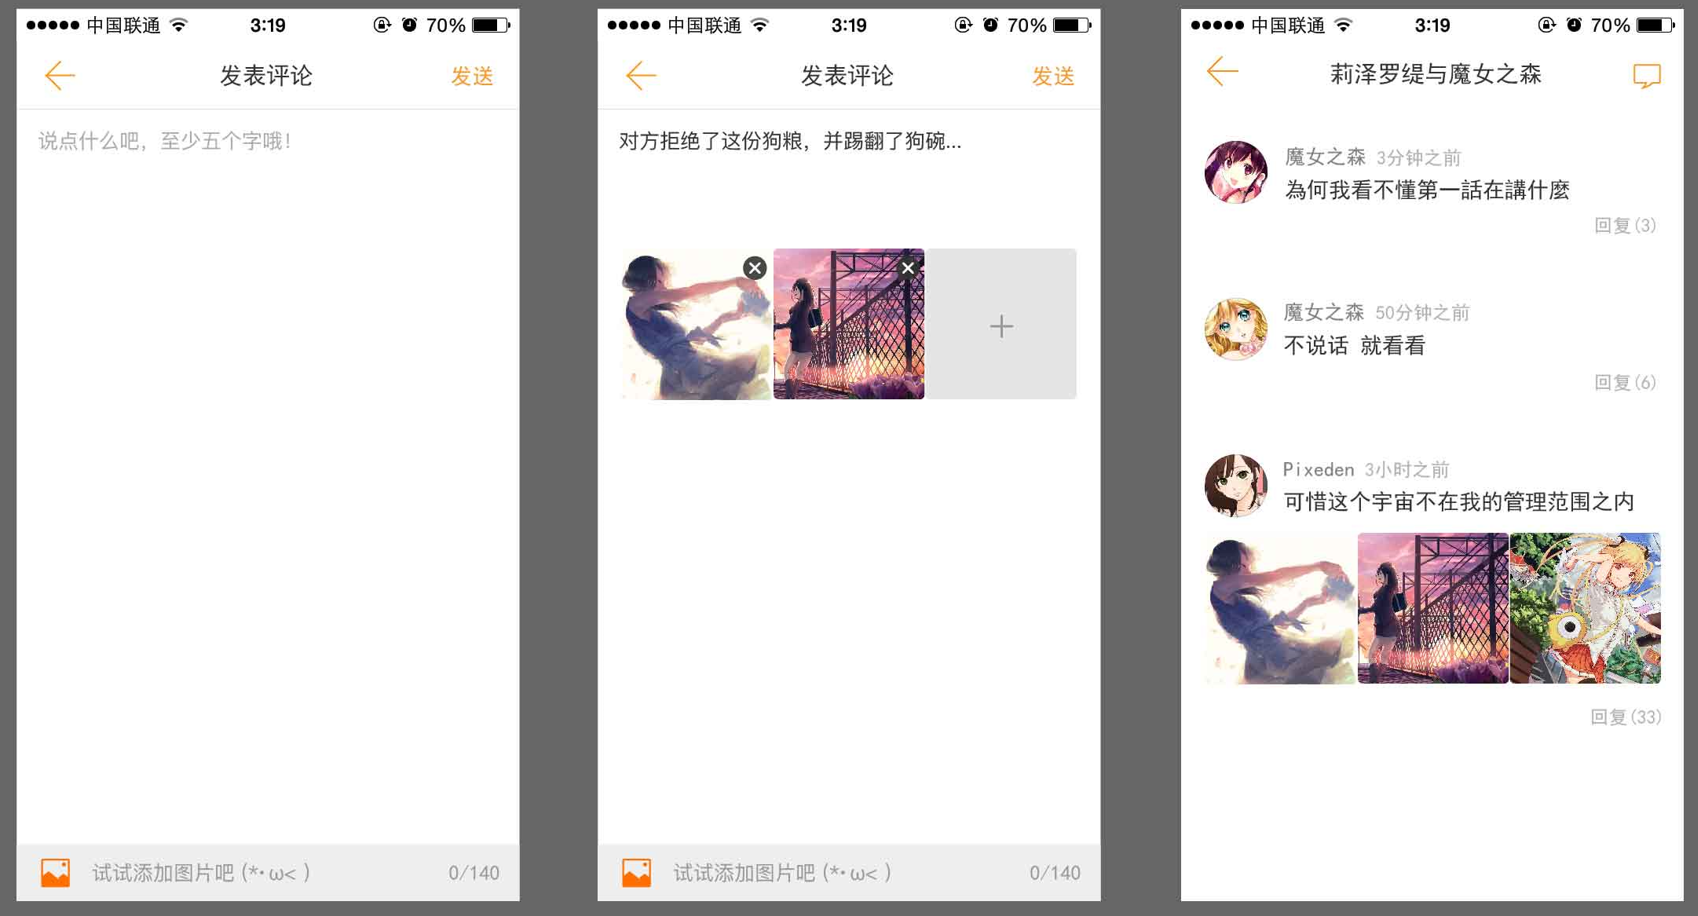 中国联通 3:19 70%
发表评论 发送
说点什么吧，至少五个字哦！
试试添加图片吧 (*･ω< ) 0/140
中国联通 3:19 70%
发表评论 发送
对方拒绝了这份狗粮，并踢翻了狗碗...
试试添加图片吧 (*･ω< ) 0/140
中国联通 3:19 70%
莉泽罗缇与魔女之森
魔女之森 3分钟之前
為何我看不懂第一話在講什麼
回复(3)
魔女之森 50分钟之前
不说话 就看看
回复(6)
Pixeden 3小时之前
可惜这个宇宙不在我的管理范围之内
回复(33)